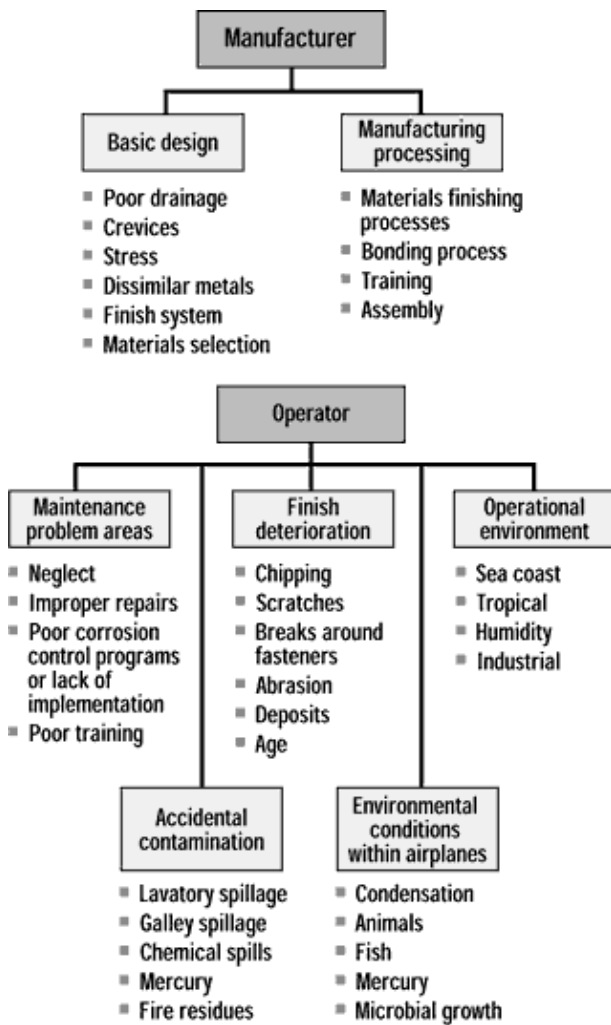 Manufacturer
Basic design
Poor drainage
Crevices
Stress
Dissimilar metals
Finish system
Materials selection
Manufacturing
processing
Materials finishing
processes
Bonding process
Training
Assembly
Operator
Maintenance
problem areas
Neglect
Improper repairs
Poor corrosion
control programs
or lack of
implementation
Poor training
Finish
deterioration
Chipping
Scratches
Breaks around
fasteners
Abrasion
Deposits
Age
Operational
environment
Sea coast
Tropical
Humidity
Industrial
Accidental
contamination
Lavatory spillage
Galley spillage
Chemical spills
Mercury
Fire residues
Environmental
conditions
within airplanes
Condensation
Animals
Fish
Mercury
Microbial growth